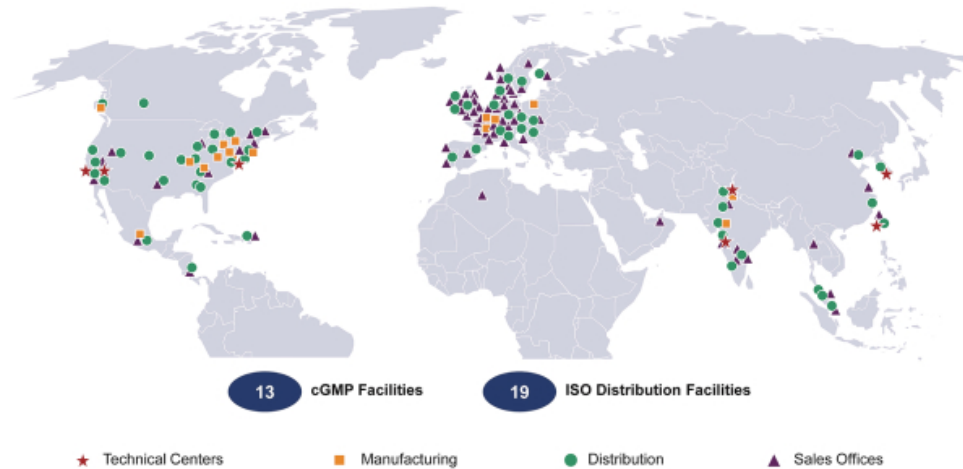 13 cGMP Facilities 19 ISO Distribution Facilities
Technical Centers Manufacturing Distribution Sales Offices